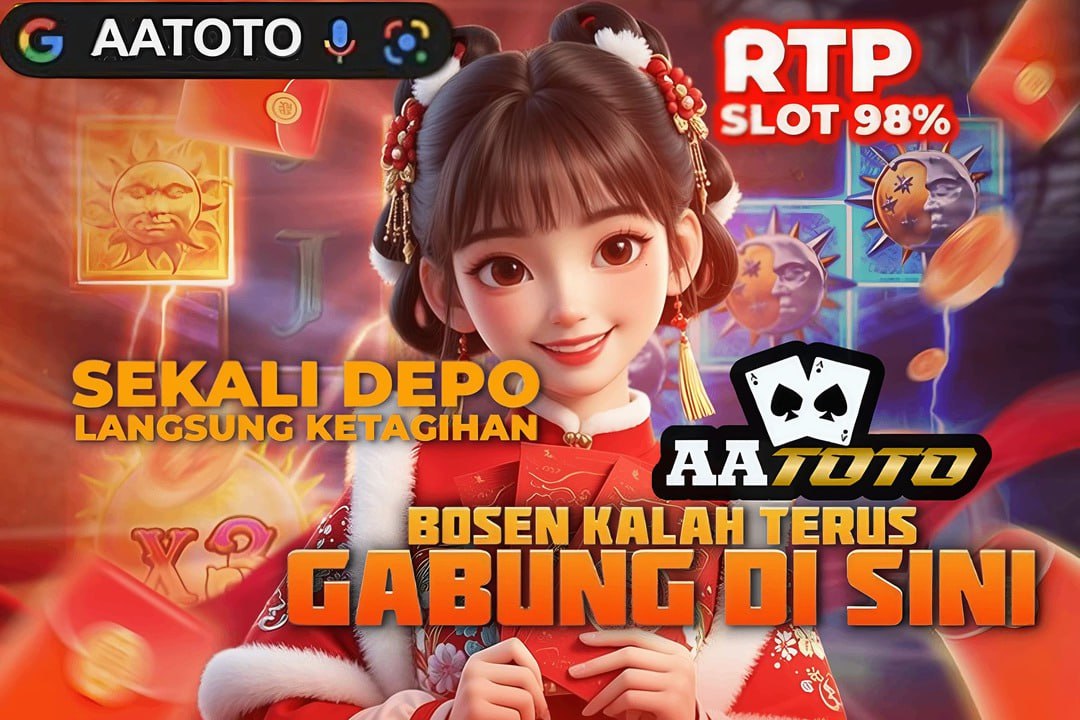 G AATOTO
RTP
SLOT 98%
J
SEKALI DEPO
LANGSUNG KETAGIHAN
A
A
A
AATOTO
BOSEN KALAH TERUS
GABUNG DI SINI